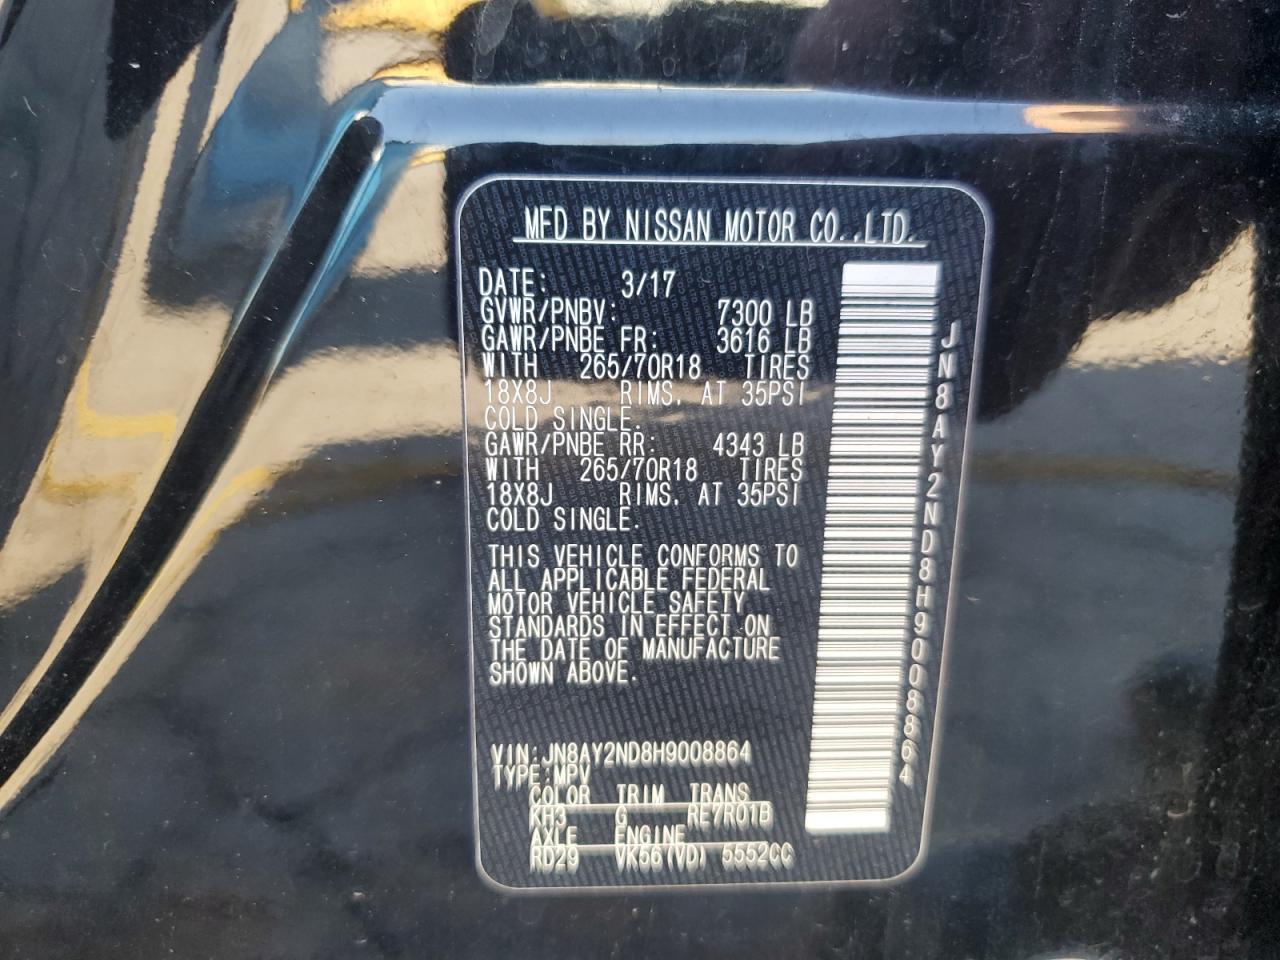 MFD BY NISSAN MOTOR CO.,LTD.
DATE: 3/17
GVWR/PNBV: 7300 LB
GAWR/PNBE FR: 3616 LB
WITH 265/70R18 TIRES
18X8J RIMS, AT 35PSI
COLD SINGLE.
GAWR/PNBE RR: 4343 LB
WITH 265/70R18 TIRES
18X8J RIMS, AT 35PSI
COLD SINGLE.
THIS VEHICLE CONFORMS TO
ALL APPLICABLE FEDERAL
MOTOR VEHICLE SAFETY
STANDARDS IN EFFECT ON
THE DATE OF MANUFACTURE
SHOWN ABOVE.
VIN:JN8AY2ND8H9008864
TYPE:MPV
COLOR TRIM TRANS
KH3 G RE7R01B
AXLE ENGINE
RD29 VK56(VD) 5552CC
JN8AY2ND8H9008864